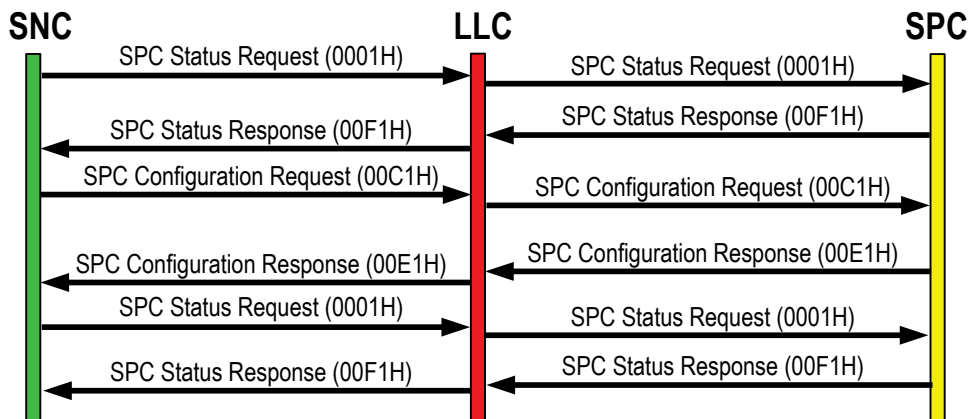 SNC LLC SPC
SPC Status Request (0001H)
SPC Status Request (0001H)
SPC Status Response (00F1H)
SPC Status Response (00F1H)
SPC Configuration Request (00C1H)
SPC Configuration Request (00C1H)
SPC Configuration Response (00E1H)
SPC Configuration Response (00E1H)
SPC Status Request (0001H)
SPC Status Request (0001H)
SPC Status Response (00F1H)
SPC Status Response (00F1H)